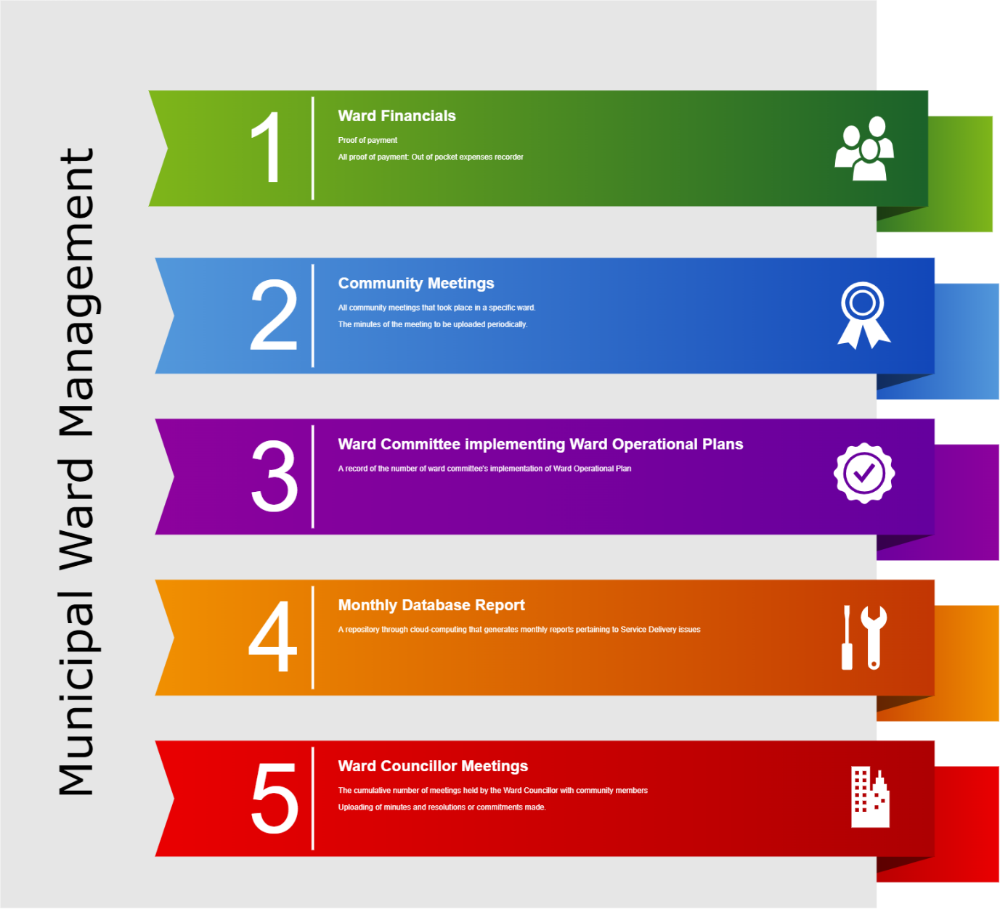 Municipal Ward Management
1
Ward Financials
Proof of payment
All proof of payment: Out of pocket expenses recorder
2
Community Meetings
All community meetings that took place in a specific ward.
The minutes of the meeting to be uploaded periodically.
3
Ward Committee implementing Ward Operational Plans
A record of the number of ward committee's implementation of Ward Operational Plan
4
Monthly Database Report
A repository through cloud-computing that generates monthly reports pertaining to Service Delivery issues
5
Ward Councillor Meetings
The cumulative number of meetings held by the Ward Councillor with community members
Uploading of minutes and resolutions or commitments made.